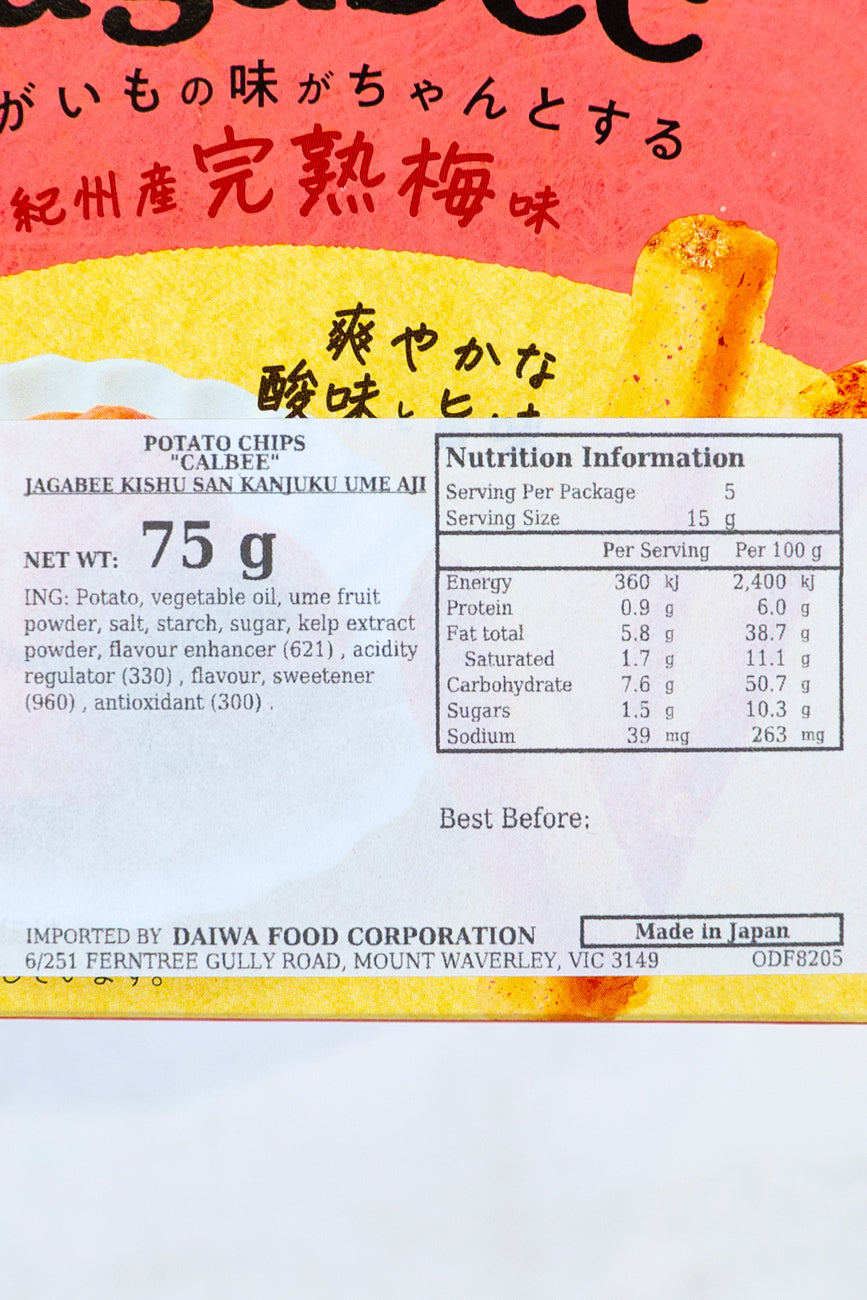 がいもの味がちゃんとする
紀州産完熟梅味
爽やかな
酸味
POTATO CHIPS
"CALBEE"
JAGABEE KISHU SAN KANJUKU UME AJI
NET WT: 75 g
ING: Potato, vegetable oil, ume fruit
powder, salt, starch, sugar, kelp extract
powder, flavour enhancer (621) , acidity
regulator (330) , flavour, sweetener
(960) , antioxidant (300) .
Nutrition Information
Serving Per Package 5
Serving Size 15 g
Per Serving Per 100 g
Energy 360 kJ 2,400 kJ
Protein 0.9 g 6.0 g
Fat total 5.8 g 38.7 g
Saturated 1.7 g 11.1 g
Carbohydrate 7.6 g 50.7 g
Sugars 1.5 g 10.3 g
Sodium 39 mg 263 mg
Best Before:
IMPORTED BY DAIWA FOOD CORPORATION
Made in Japan
6/251 FERNTREE GULLY ROAD, MOUNT WAVERLEY, VIC 3149 ODF8205